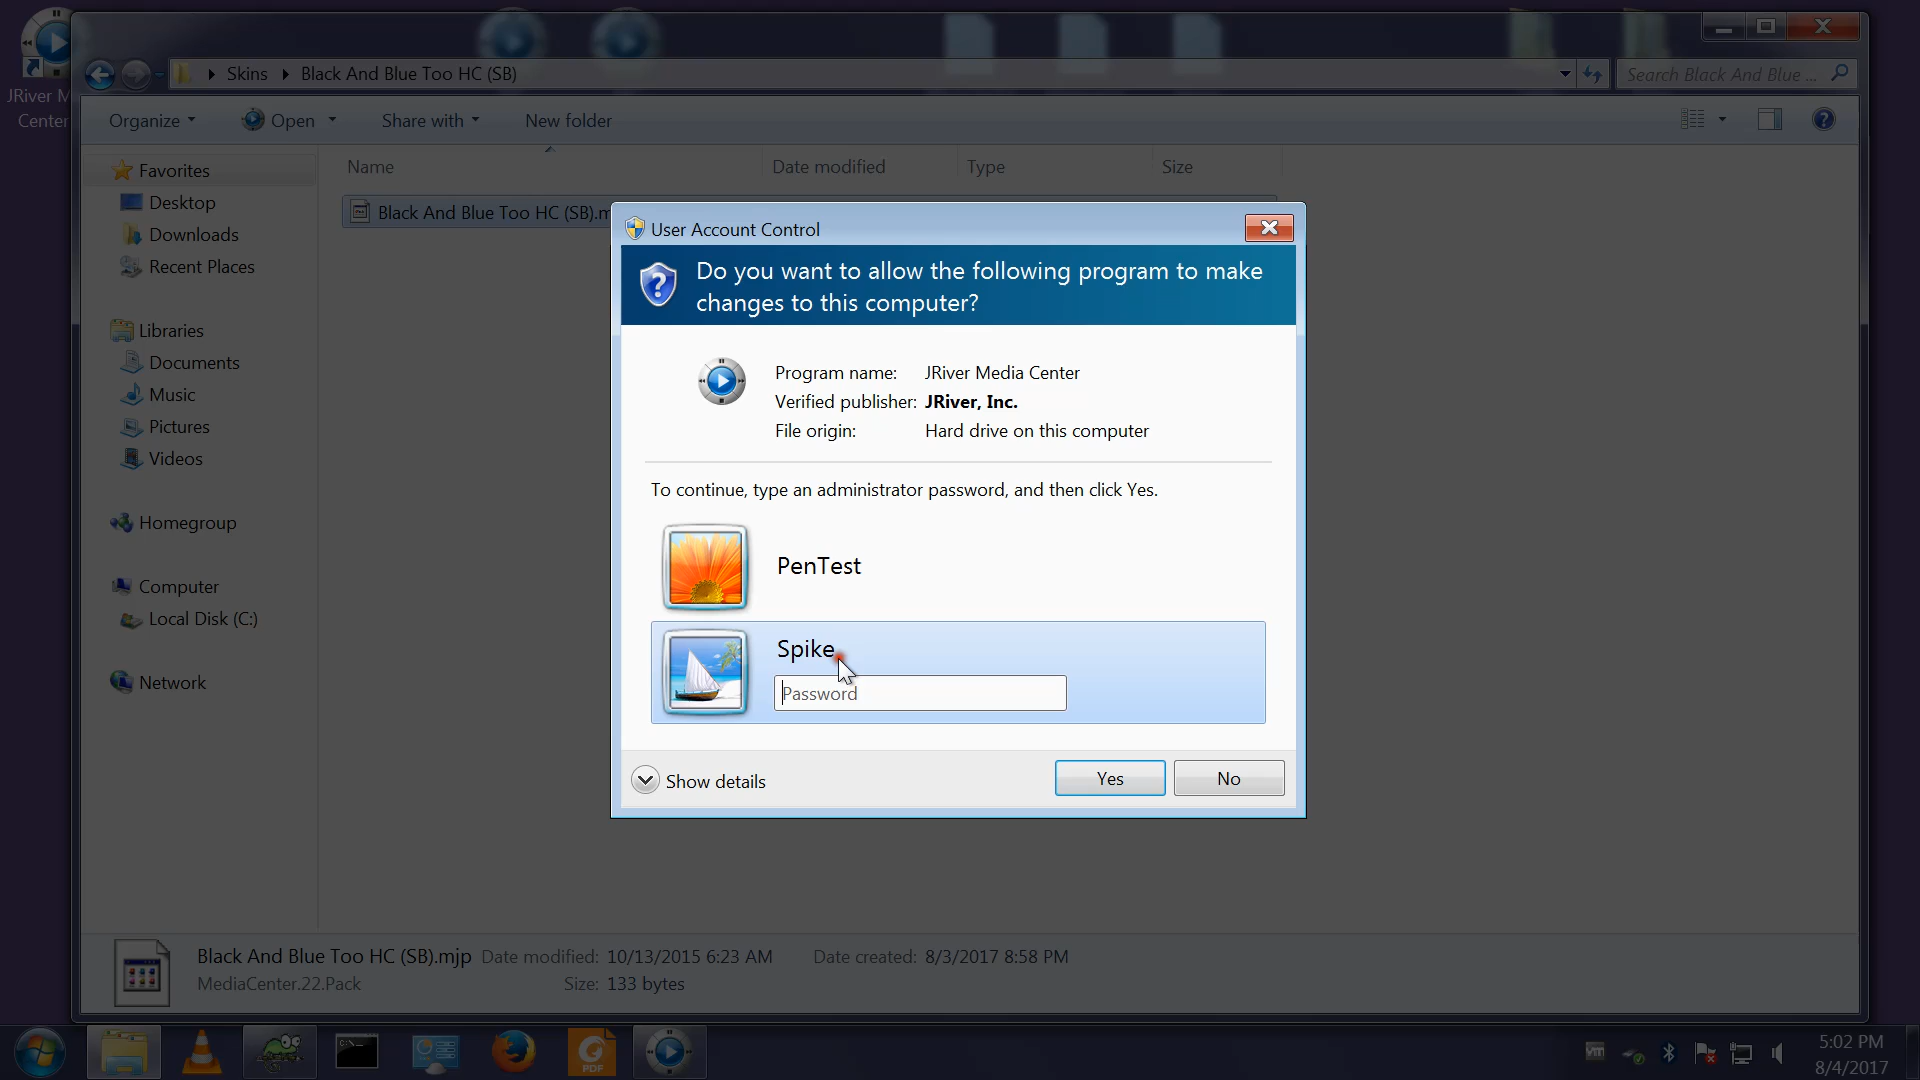 JRiver M
Center
Skins
Black And Blue Too HC (SB)
Search Black And Blue ...
Organize
Open
Share with
New folder
Name
Date modified
Type
Size
Favorites
Desktop
Downloads
Recent Places
Libraries
Documents
Music
Pictures
Videos
Homegroup
Computer
Local Disk (C:)
Network
Black And Blue Too HC (SB).m
User Account Control
Do you want to allow the following program to make
changes to this computer?
Program name: JRiver Media Center
Verified publisher: JRiver, Inc.
File origin: Hard drive on this computer
To continue, type an administrator password, and then click Yes.
PenTest
Spike
Password
Show details
Yes
No
Black And Blue Too HC (SB).mjp Date modified: 10/13/2015 6:23 AM Date created: 8/3/2017 8:58 PM
MediaCenter.22.Pack Size: 133 bytes
PDF
vm
5:02 PM
8/4/2017